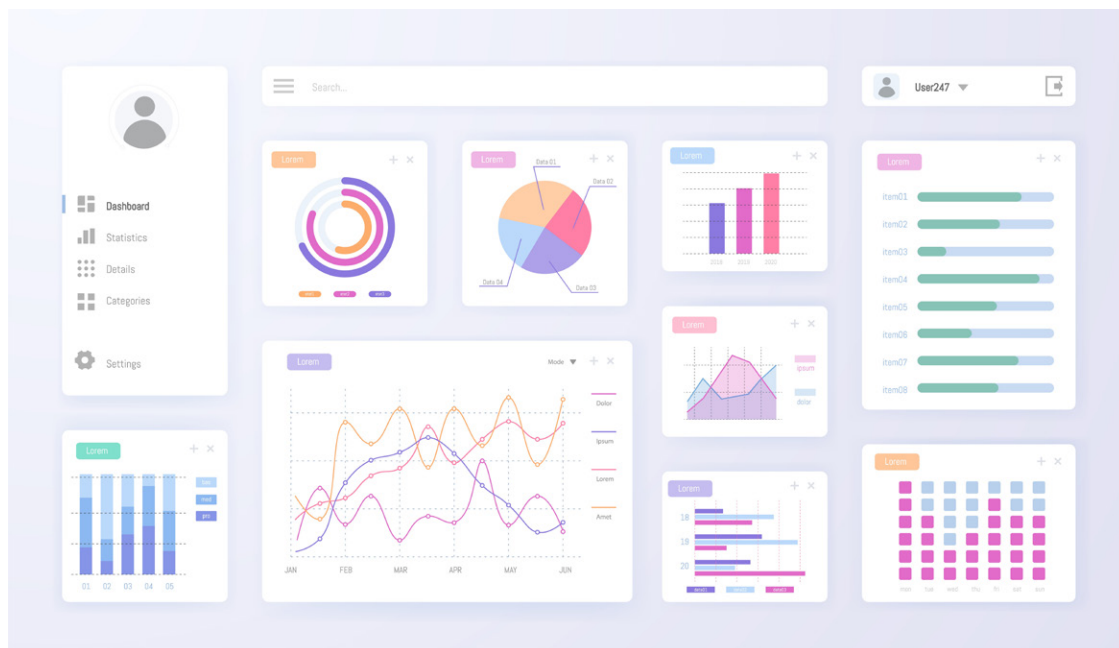 Search...
User247
Dashboard
Statistics
Details
Categories
Settings
Lorem
Lorem
Data 01
Data 02
Data 03
Data 04
Lorem
2018
2019
2020
Lorem
item01
item02
item03
item04
item05
item06
item07
item08
Lorem
ipsum
dolor
Lorem
Mode
Dolor
Ipsum
Lorem
Amet
JAN FEB MAR APR MAY JUN
Lorem
01 02 03 04 05
Lorem
18
19
20
Lorem
mon tue wed thu fri sat sun